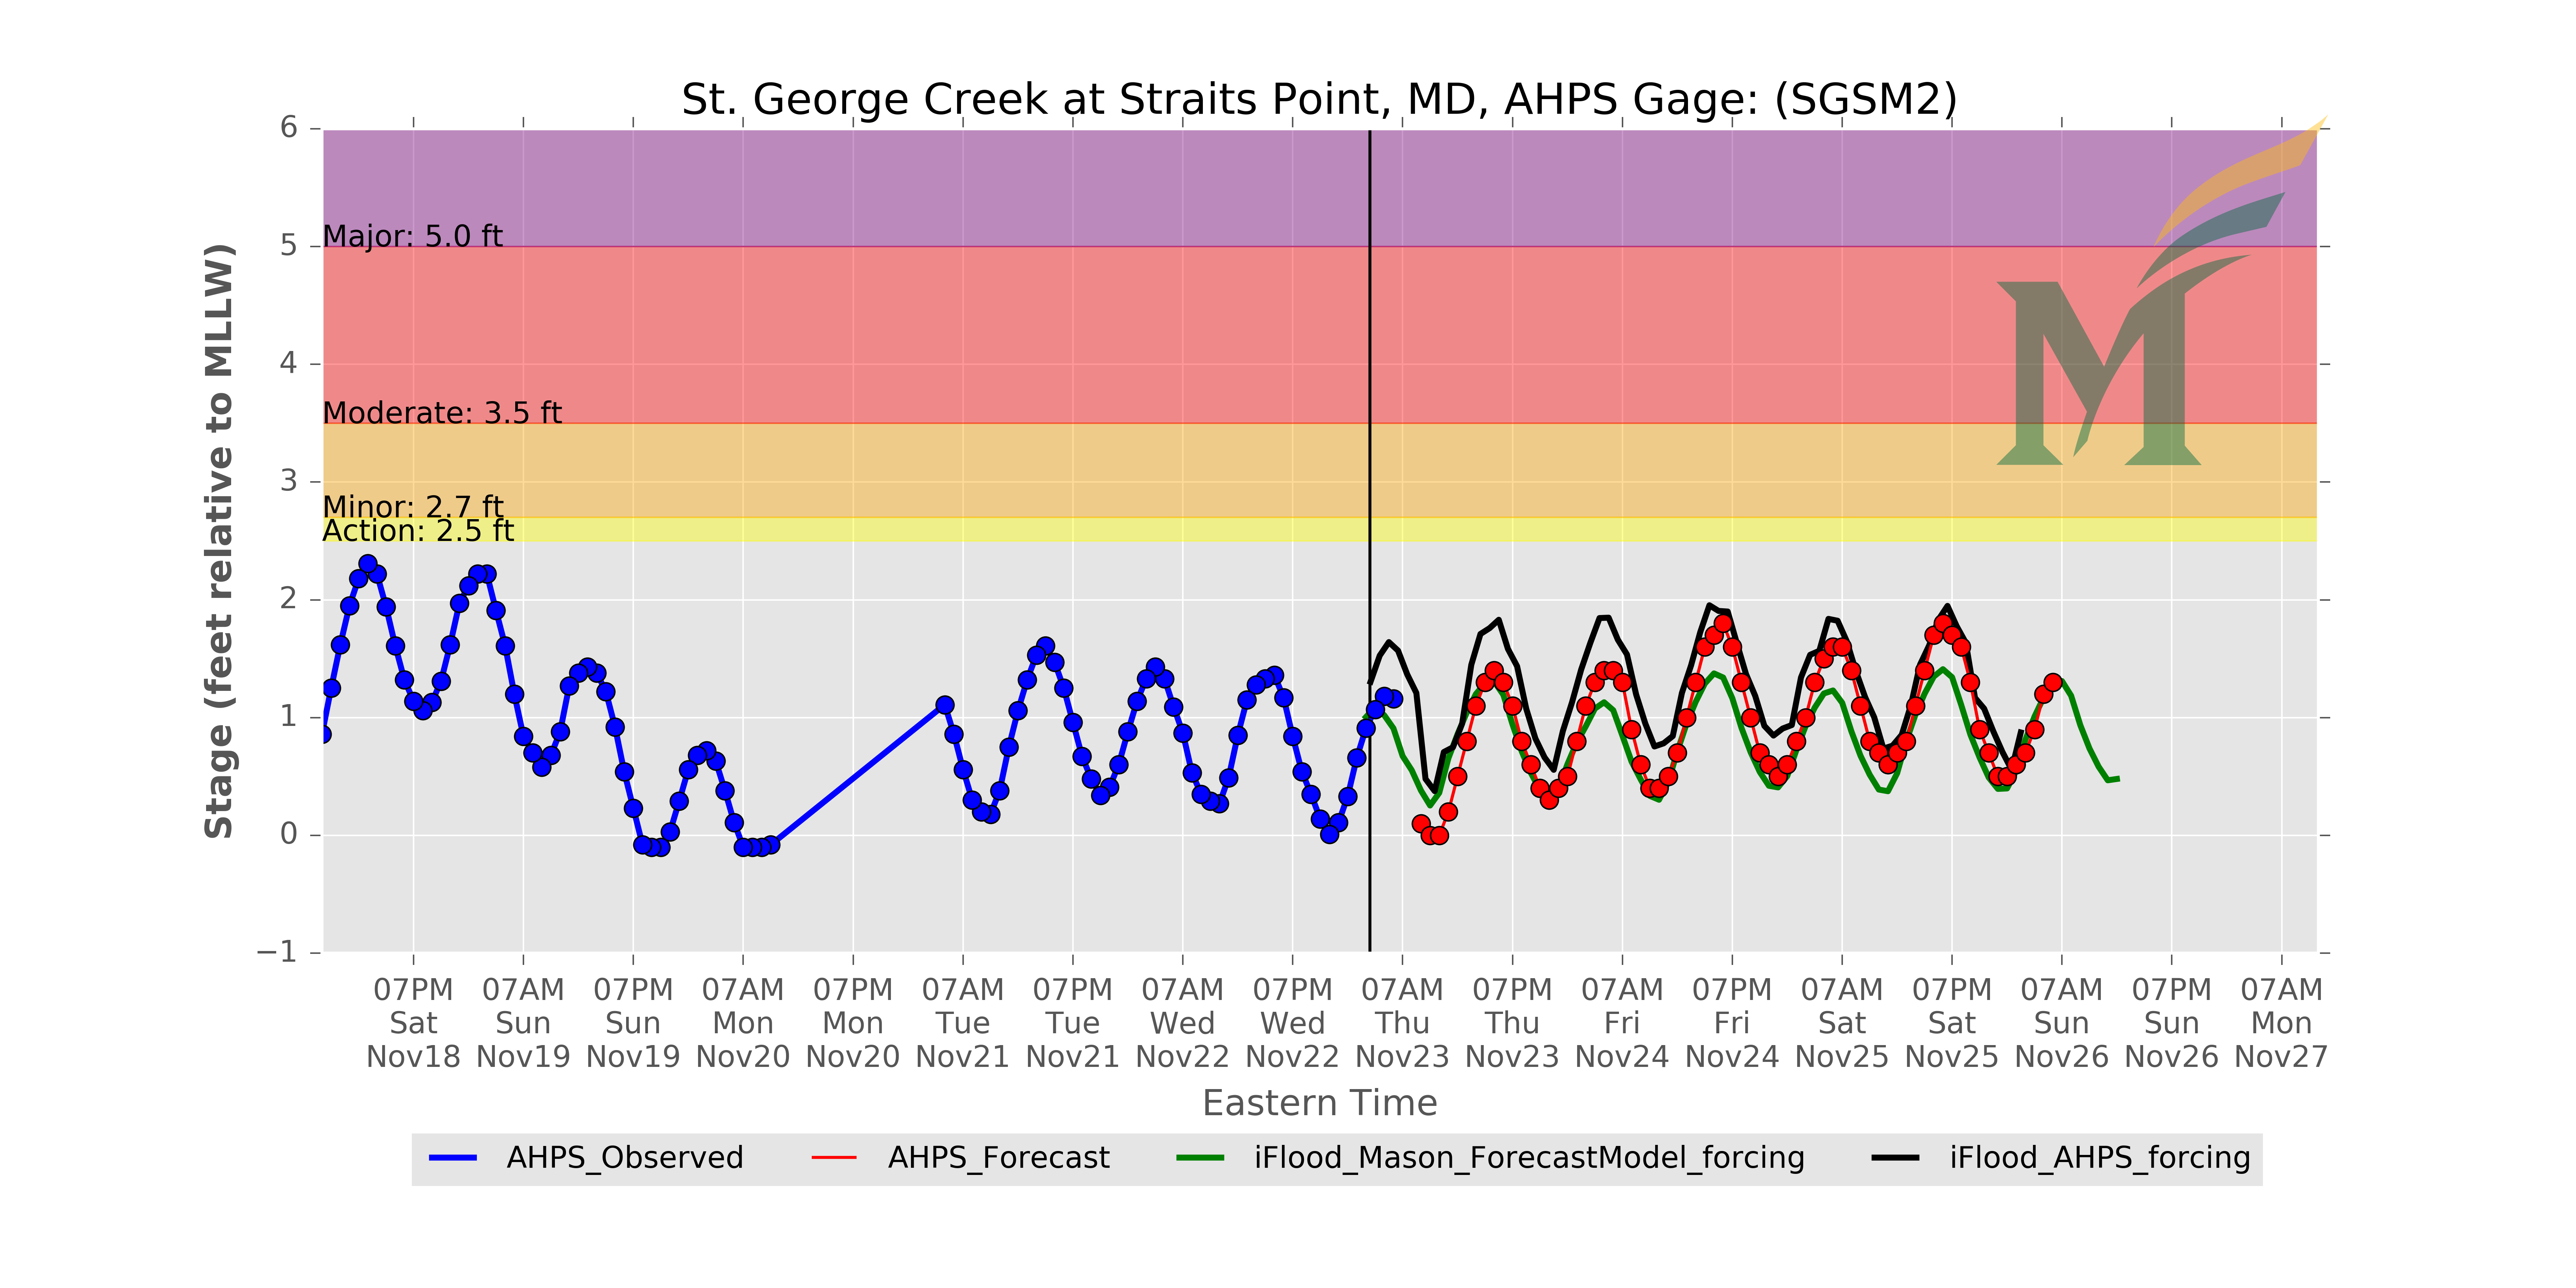 St. George Creek at Straits Point, MD, AHPS Gage: (SGSM2)
Stage (feet relative to MLLW)
6
5
4
3
2
1
0
−1
Major: 5.0 ft
Moderate: 3.5 ft
Minor: 2.7 ft
Action: 2.5 ft
M
07PM 07AM 07PM 07AM 07PM 07AM 07PM 07AM 07PM 07AM 07PM 07AM 07PM 07AM 07PM 07AM 07PM 07AM
Sat Sun Sun Mon Mon Tue Tue Wed Wed Thu Thu Fri Fri Sat Sat Sun Sun Mon
Nov18 Nov19 Nov19 Nov20 Nov20 Nov21 Nov21 Nov22 Nov22 Nov23 Nov23 Nov24 Nov24 Nov25 Nov25 Nov26 Nov26 Nov27
Eastern Time
AHPS_Observed AHPS_Forecast iFlood_Mason_ForecastModel_forcing iFlood_AHPS_forcing